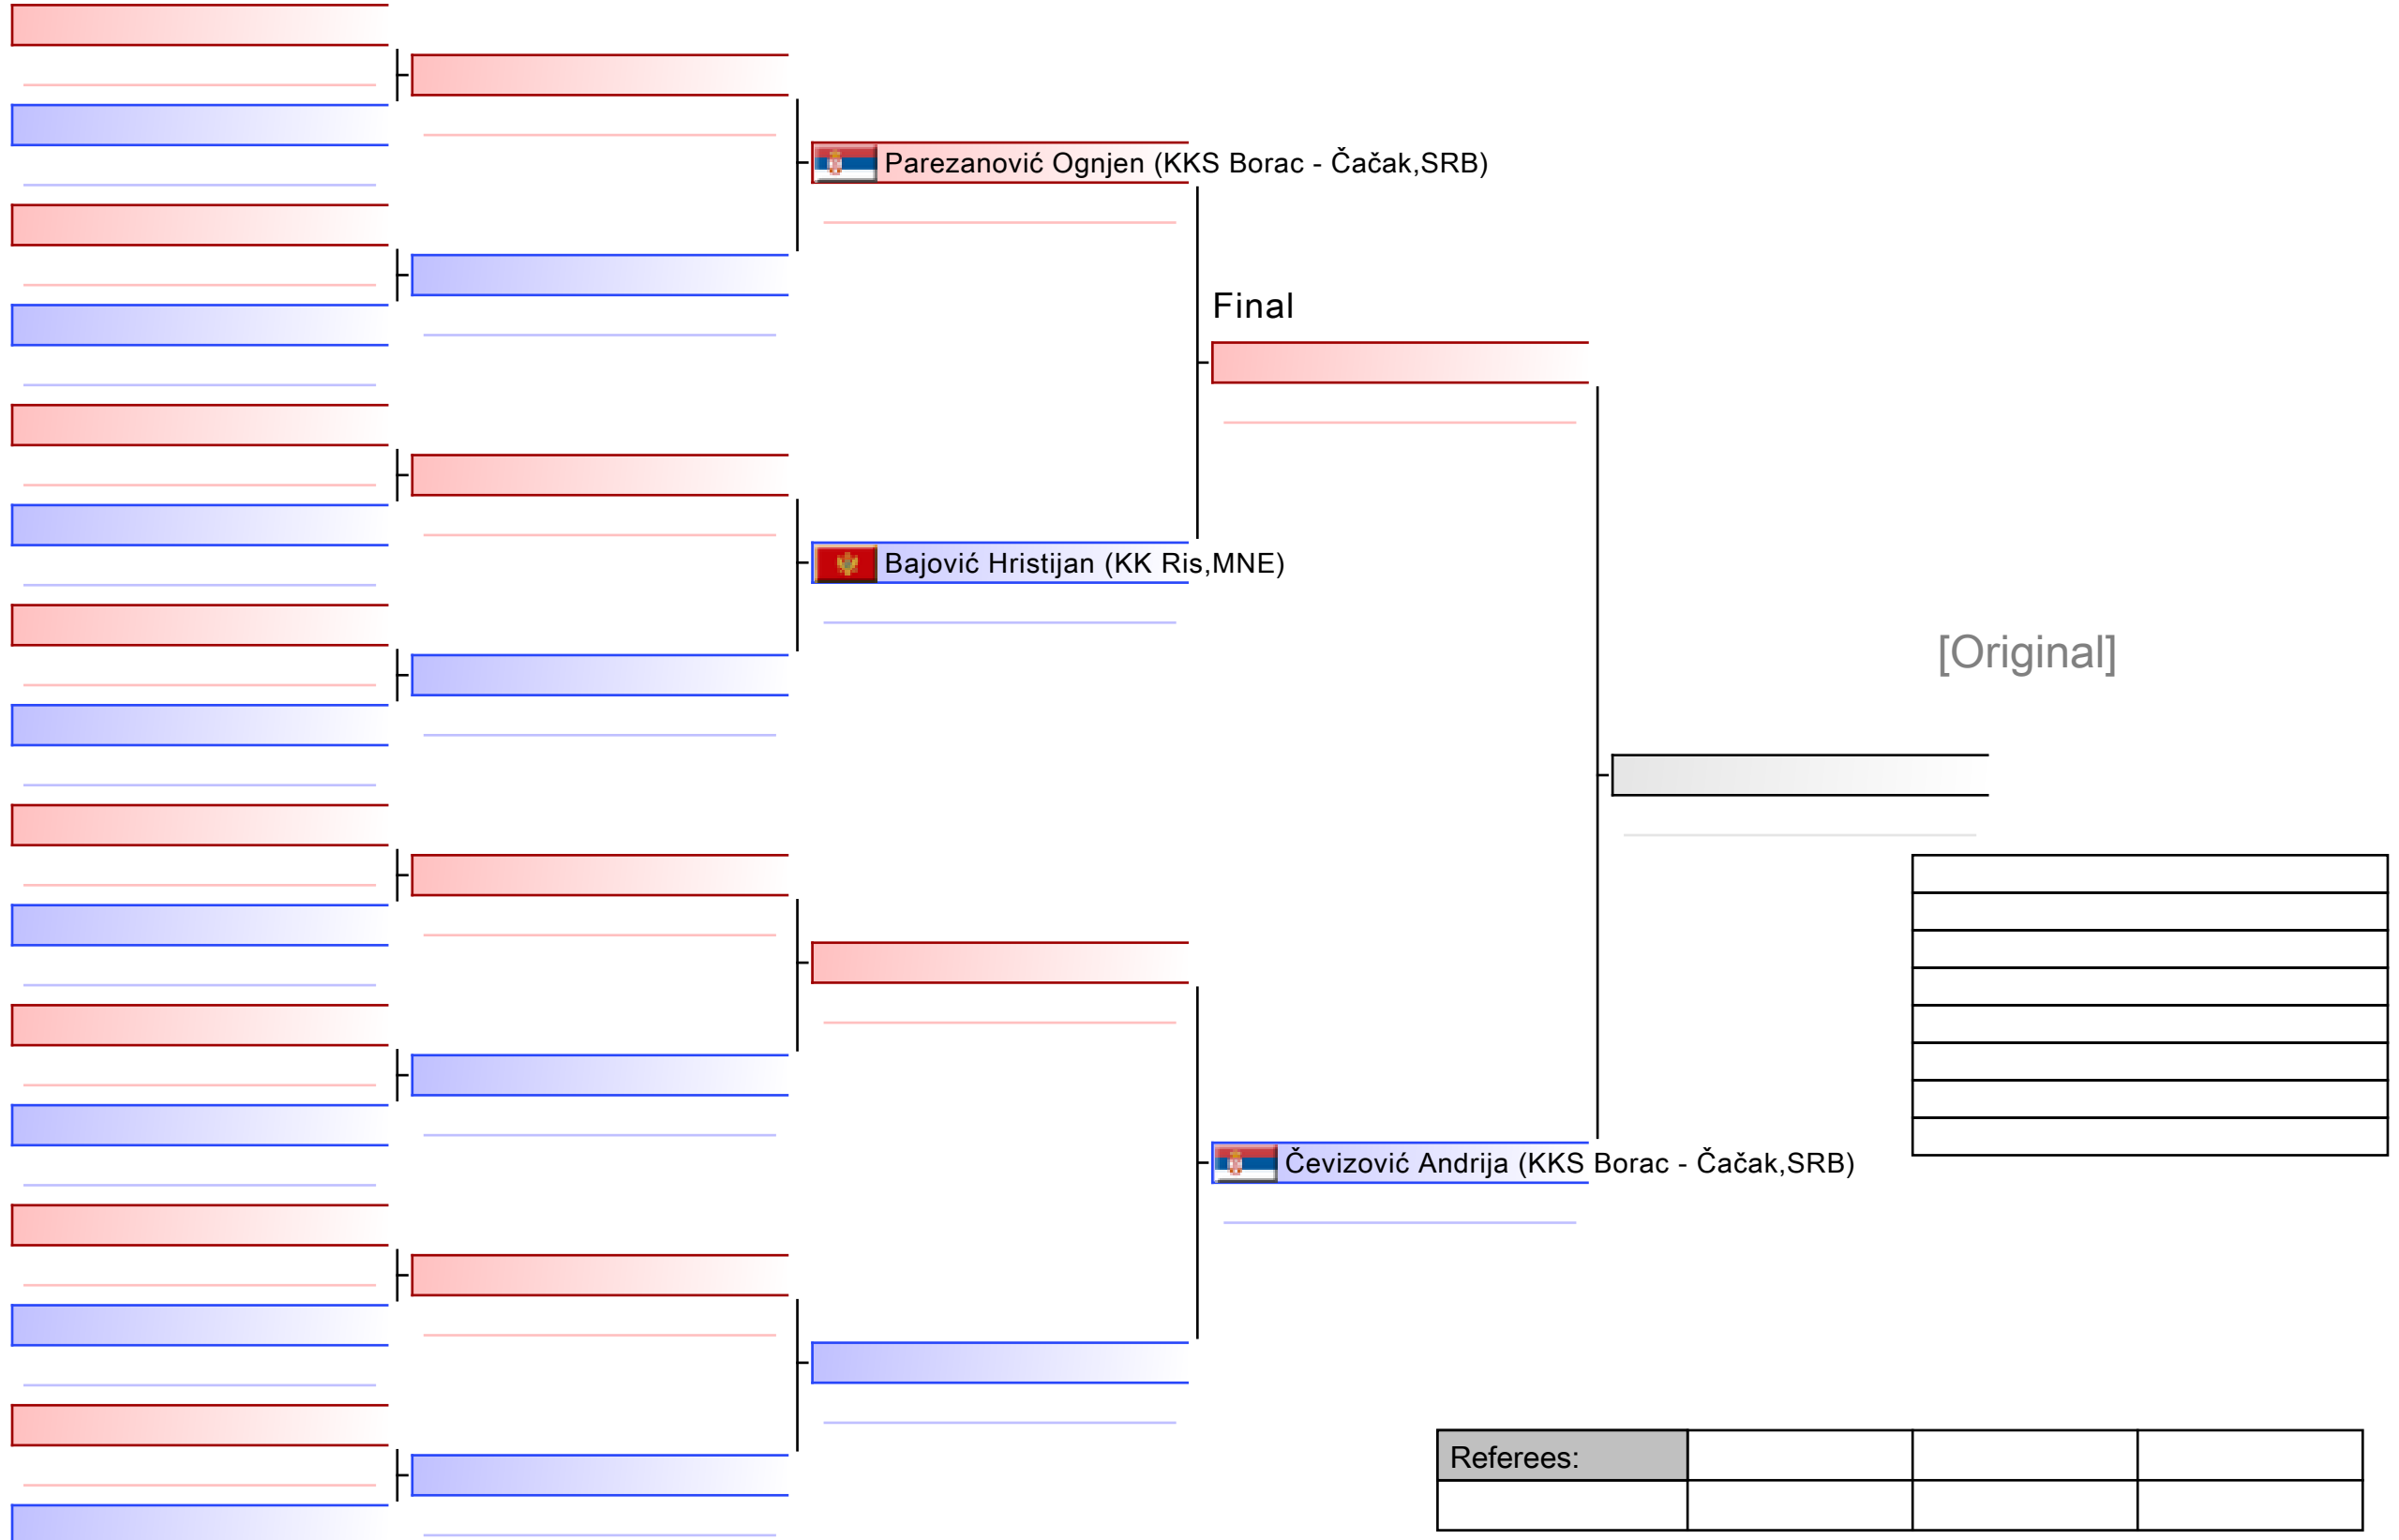 Parezanović Ognjen (KKS Borac - Čačak,SRB)
Final
Bajović Hristijan (KK Ris,MNE)
[Original]
Čevizović Andrija (KKS Borac - Čačak,SRB)
Referees: